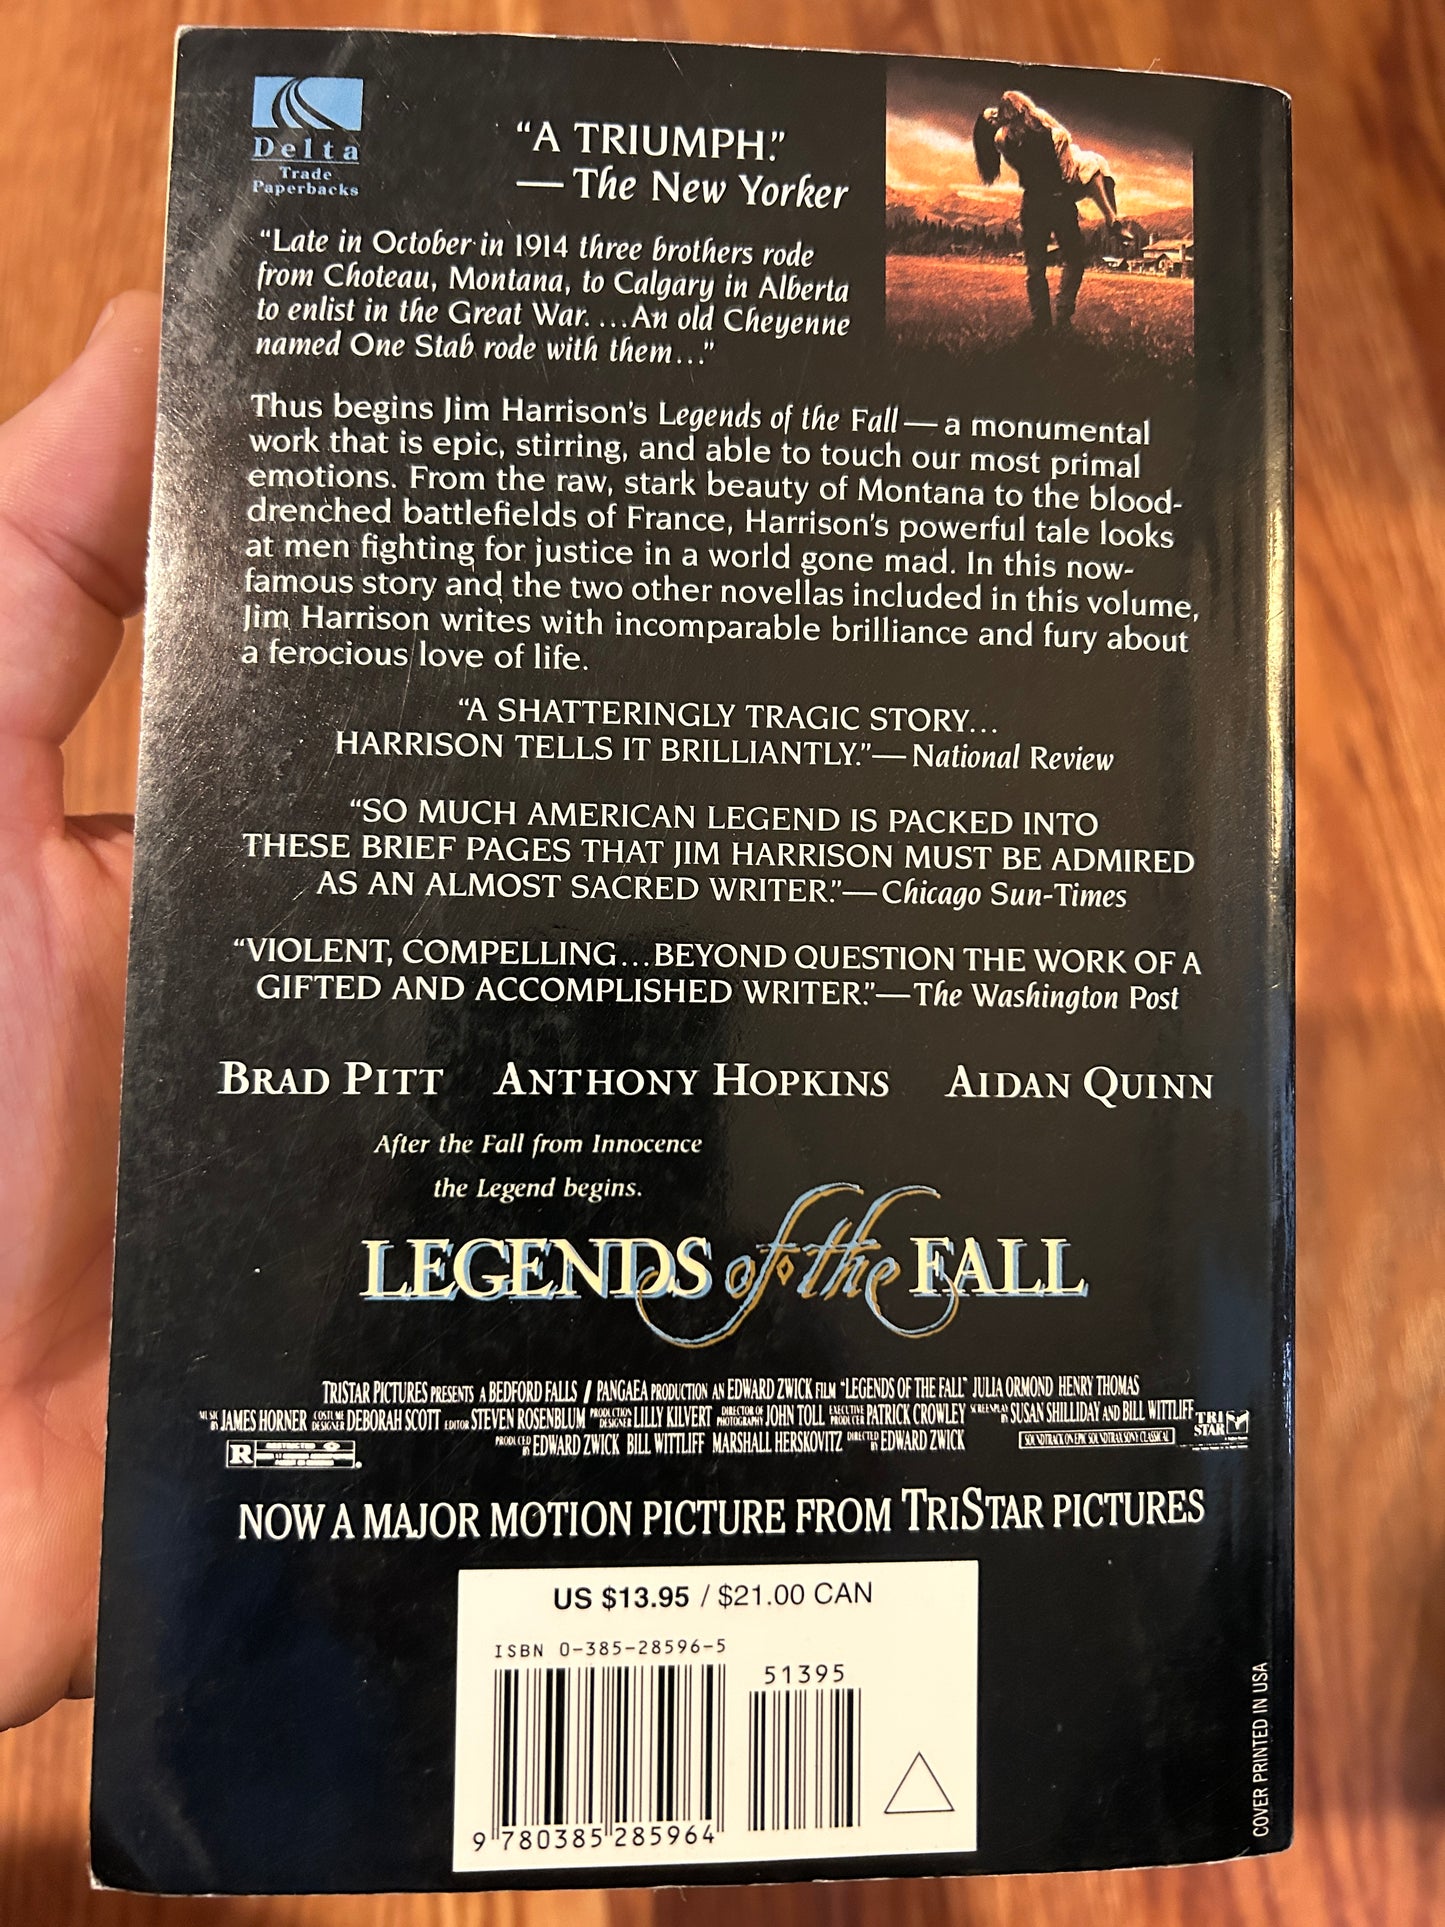 Delta
Trade
Paperbacks
“A TRIUMPH.”
— The New Yorker
“Late in October in 1914 three brothers rode
from Choteau, Montana, to Calgary in Alberta
to enlist in the Great War. ...An old Cheyenne
named One Stab rode with them...”
Thus begins Jim Harrison’s Legends of the Fall — a monumental
work that is epic, stirring, and able to touch our most primal
emotions. From the raw, stark beauty of Montana to the blood-
drenched battlefields of France, Harrison’s powerful tale looks
at men fighting for justice in a world gone mad. In this now-
famous story and the two other novellas included in this volume,
Jim Harrison writes with incomparable brilliance and fury about
a ferocious love of life.
“A SHATTERINGLY TRAGIC STORY...
HARRISON TELLS IT BRILLIANTLY.”—National Review
“SO MUCH AMERICAN LEGEND IS PACKED INTO
THESE BRIEF PAGES THAT JIM HARRISON MUST BE ADMIRED
AS AN ALMOST SACRED WRITER.”—Chicago Sun-Times
“VIOLENT, COMPELLING...BEYOND QUESTION THE WORK OF A
GIFTED AND ACCOMPLISHED WRITER.”—The Washington Post
BRAD PITT ANTHONY HOPKINS AIDAN QUINN
After the Fall from Innocence
the Legend begins.
LEGENDS of the FALL
TRISTAR PICTURES PRESENTS A BEDFORD FALLS / PANGAEA PRODUCTION AN EDWARD ZWICK FILM "LEGENDS OF THE FALL" JULIA ORMOND HENRY THOMAS
MUSIC BY JAMES HORNER COSTUME DESIGNER DEBORAH SCOTT EDITOR STEVEN ROSENBLUM PRODUCTION DESIGNER LILLY KILVERT DIRECTOR OF PHOTOGRAPHY JOHN TOLL EXECUTIVE PRODUCER PATRICK CROWLEY SCREENPLAY BY SUSAN SHILLIDAY AND BILL WITTLIFF TRI STAR
R RESTRICTED PRODUCED BY EDWARD ZWICK BILL WITTLIFF MARSHALL HERSKOVITZ DIRECTED BY EDWARD ZWICK SOUNDTRACK ON EPIC SOUNDTRAX/SONY CLASSICAL
NOW A MAJOR MOTION PICTURE FROM TRISTAR PICTURES
US $13.95 / $21.00 CAN
ISBN 0-385-28596-5
51395
9 780385 285964
COVER PRINTED IN USA